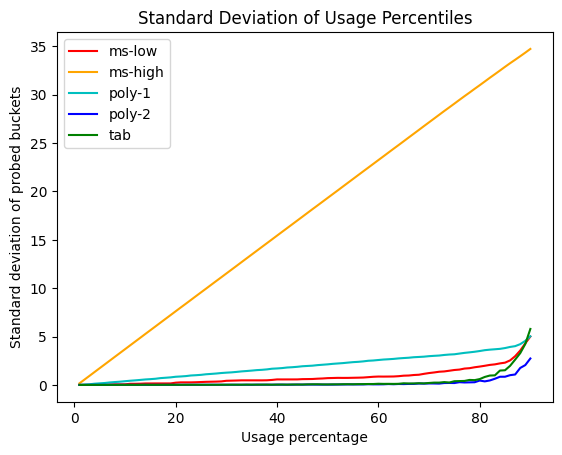 Standard Deviation of Usage Percentiles
ms-low
ms-high
poly-1
poly-2
tab
Standard deviation of probed buckets
35
30
25
20
15
10
5
0
0 20 40 60 80
Usage percentage